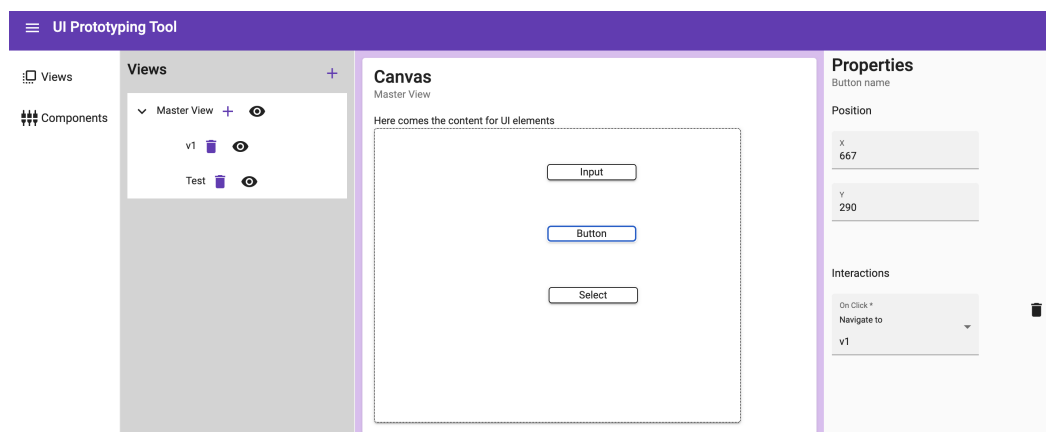 UI Prototyping Tool
Views
Components
Views
Master View
v1
Test
Canvas
Master View
Here comes the content for UI elements
Input
Button
Select
Properties
Button name
Position
X
667
Y
290
Interactions
On Click *
Navigate to
v1